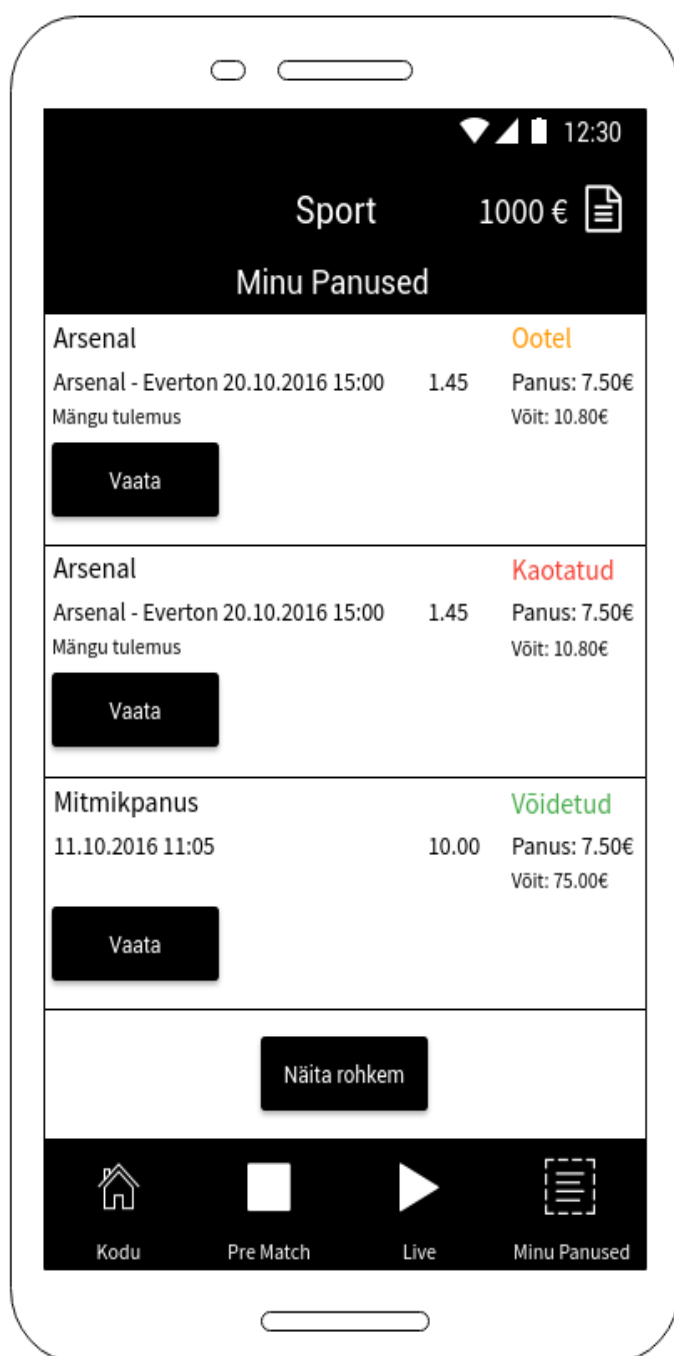 12:30
Sport 1000 €
Minu Panused
Arsenal Ootel
Arsenal - Everton 20.10.2016 15:00 1.45 Panus: 7.50€
Mängu tulemus Võit: 10.80€
Vaata
Arsenal Kaotatud
Arsenal - Everton 20.10.2016 15:00 1.45 Panus: 7.50€
Mängu tulemus Võit: 10.80€
Vaata
Mitmikpanus Võidetud
11.10.2016 11:05 10.00 Panus: 7.50€
Võit: 75.00€
Vaata
Näita rohkem
Kodu Pre Match Live Minu Panused